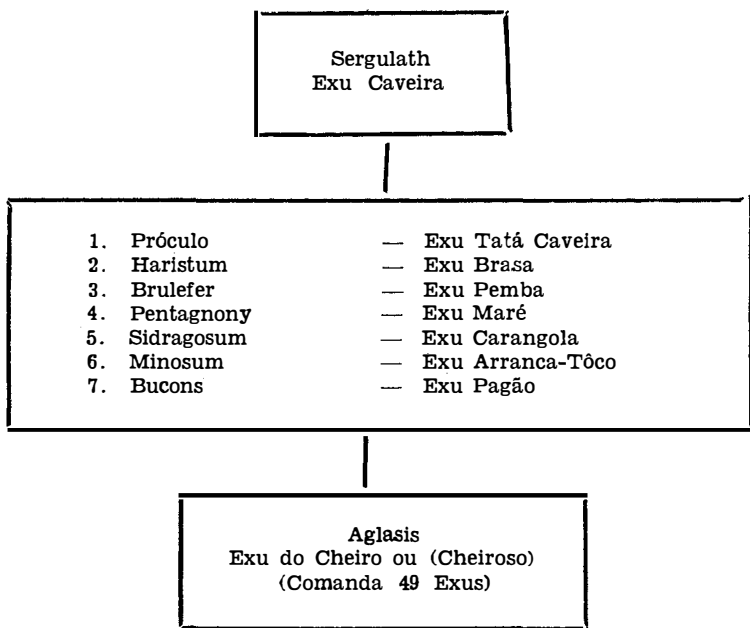 Sergulath
Exu Caveira
1. Próculo — Exu Tatá Caveira
2. Haristum — Exu Brasa
3. Brulefer — Exu Pemba
4. Pentagnony — Exu Maré
5. Sidragosum — Exu Carangola
6. Minosum — Exu Arranca-Tôco
7. Bucons — Exu Pagão
Aglasis
Exu do Cheiro ou (Cheiroso)
(Comanda 49 Exus)